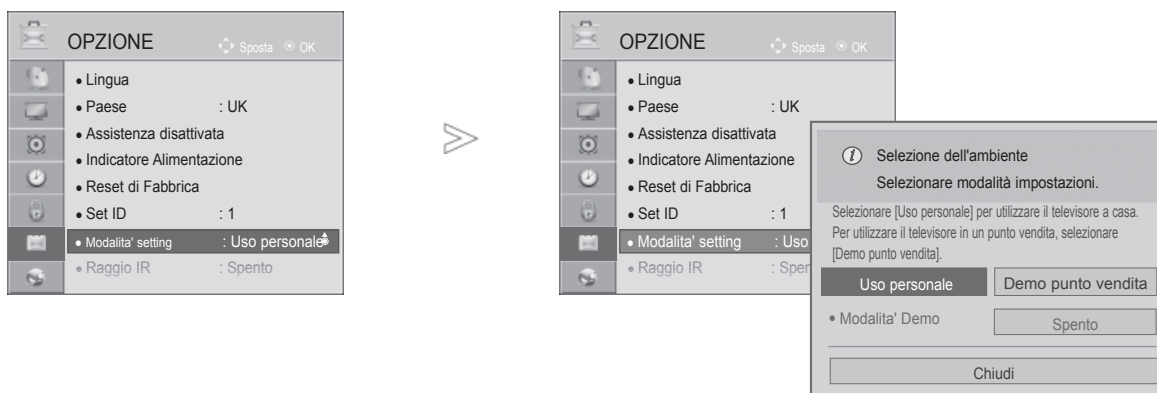 OPZIONE
Sposta OK
• Lingua
• Paese : UK
• Assistenza disattivata
• Indicatore Alimentazione
• Reset di Fabbrica
• Set ID : 1
• Modalita' setting : Uso personale
• Raggio IR : Spento
OPZIONE
Sposta OK
• Lingua
• Paese : UK
• Assistenza disattivata
• Indicatore Alimentazione
• Reset di Fabbrica
• Set ID : 1
• Modalita' setting : Uso
• Raggio IR : Spen
i Selezione dell'ambiente
Selezionare modalità impostazioni.
Selezionare [Uso personale] per utilizzare il televisore a casa.
Per utilizzare il televisore in un punto vendita, selezionare
[Demo punto vendita].
Uso personale Demo punto vendita
• Modalita' Demo Spento
Chiudi